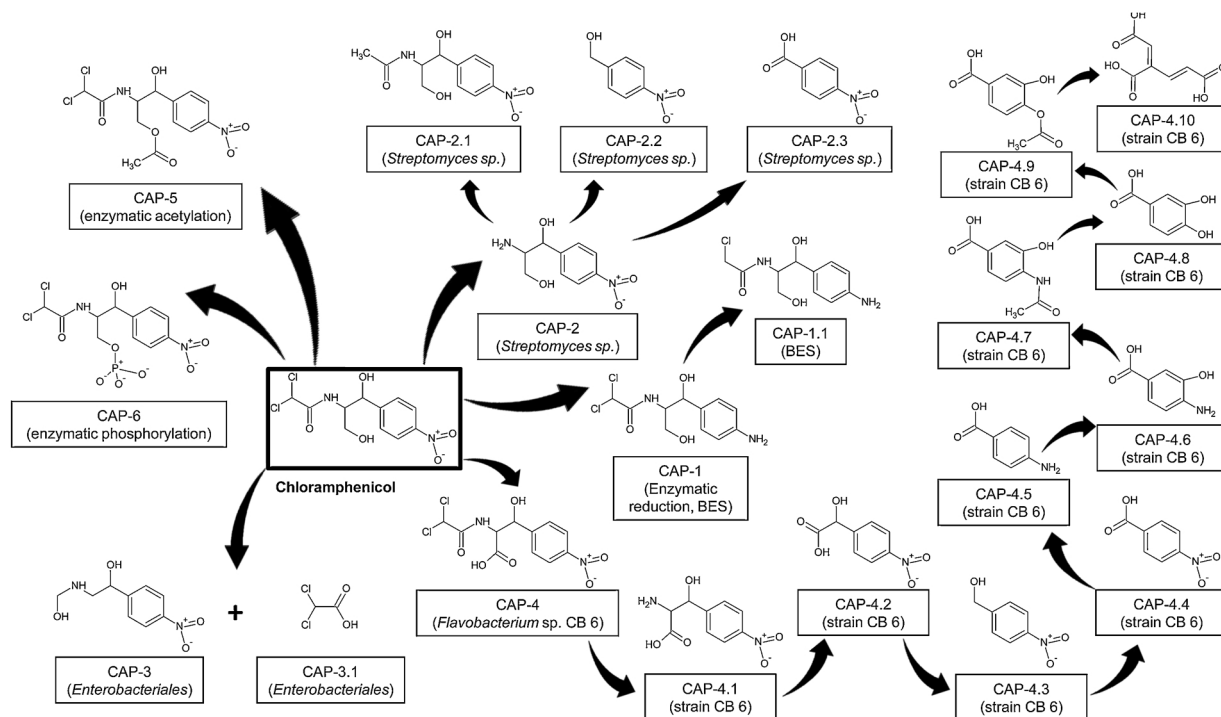 CAP-5
(enzymatic acetylation)
CAP-2.1
(Streptomyces sp.)
CAP-2.2
(Streptomyces sp.)
CAP-2.3
(Streptomyces sp.)
CAP-4.10
(strain CB 6)
CAP-4.9
(strain CB 6)
CAP-4.8
(strain CB 6)
CAP-4.7
(strain CB 6)
CAP-2
(Streptomyces sp.)
CAP-1.1
(BES)
CAP-6
(enzymatic phosphorylation)
Chloramphenicol
CAP-1
(Enzymatic
reduction, BES)
CAP-4.6
(strain CB 6)
CAP-4.5
(strain CB 6)
CAP-4
(Flavobacterium sp. CB 6)
CAP-4.2
(strain CB 6)
CAP-4.4
(strain CB 6)
+
CAP-3
(Enterobacteriales)
CAP-3.1
(Enterobacteriales)
CAP-4.1
(strain CB 6)
CAP-4.3
(strain CB 6)